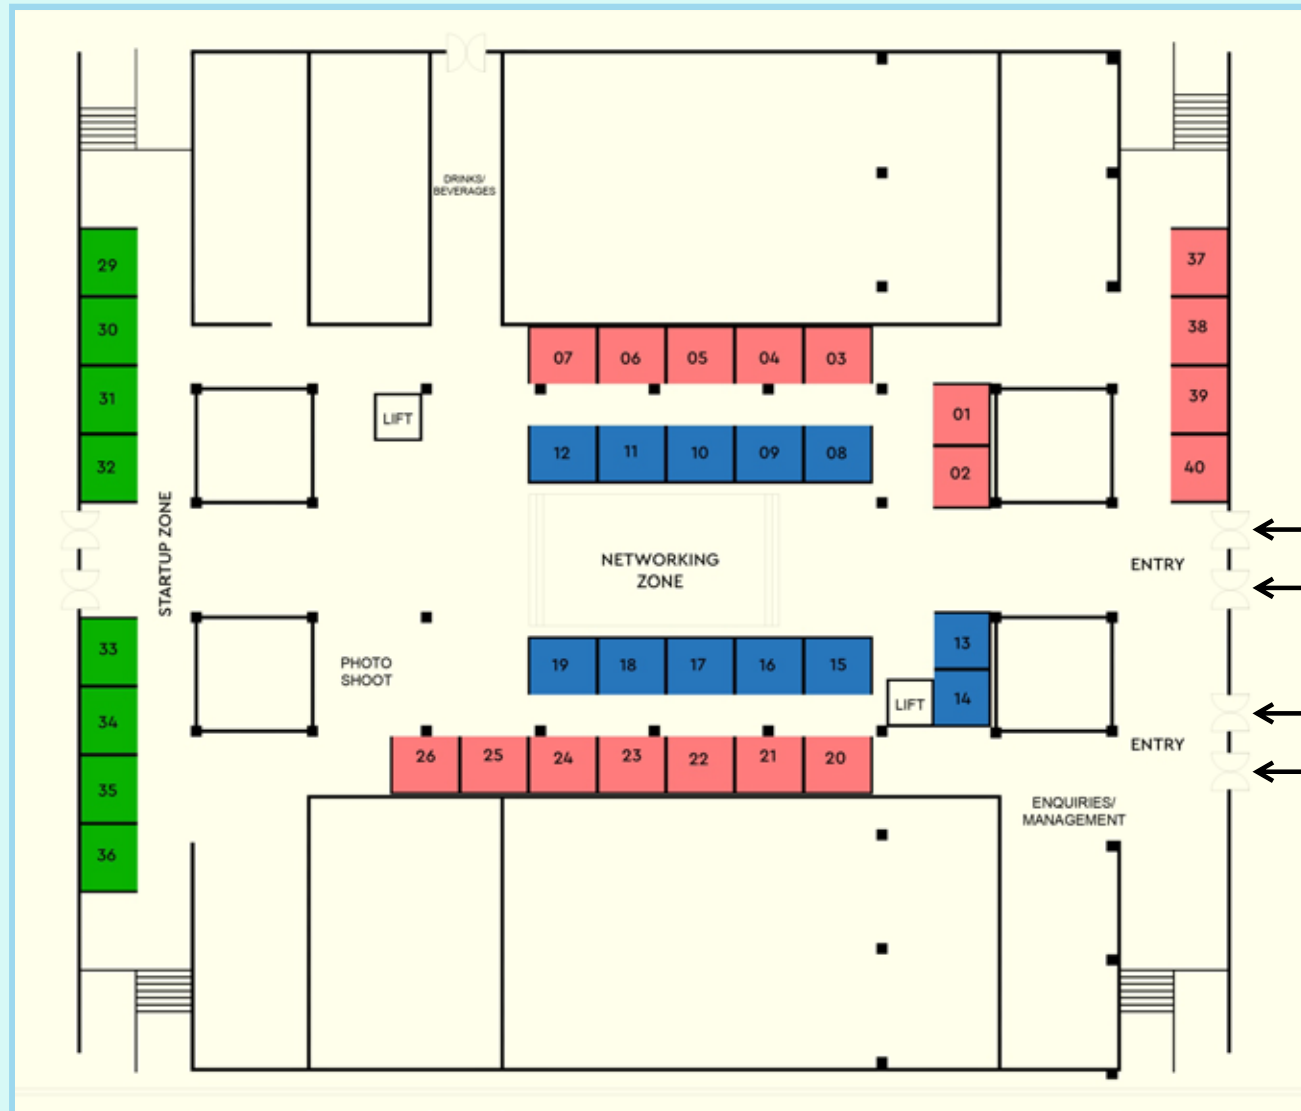 DRINKS/
BEVERAGES
29
30
31
32
37
38
39
40
07 06 05 04 03
LIFT
01
02
12 11 10 09 08
STARTUP ZONE
NETWORKING
ZONE
ENTRY
33
34
35
36
PHOTO
SHOOT
19 18 17 16 15
13
14
LIFT
ENTRY
26 25 24 23 22 21 20
ENQUIRIES/
MANAGEMENT